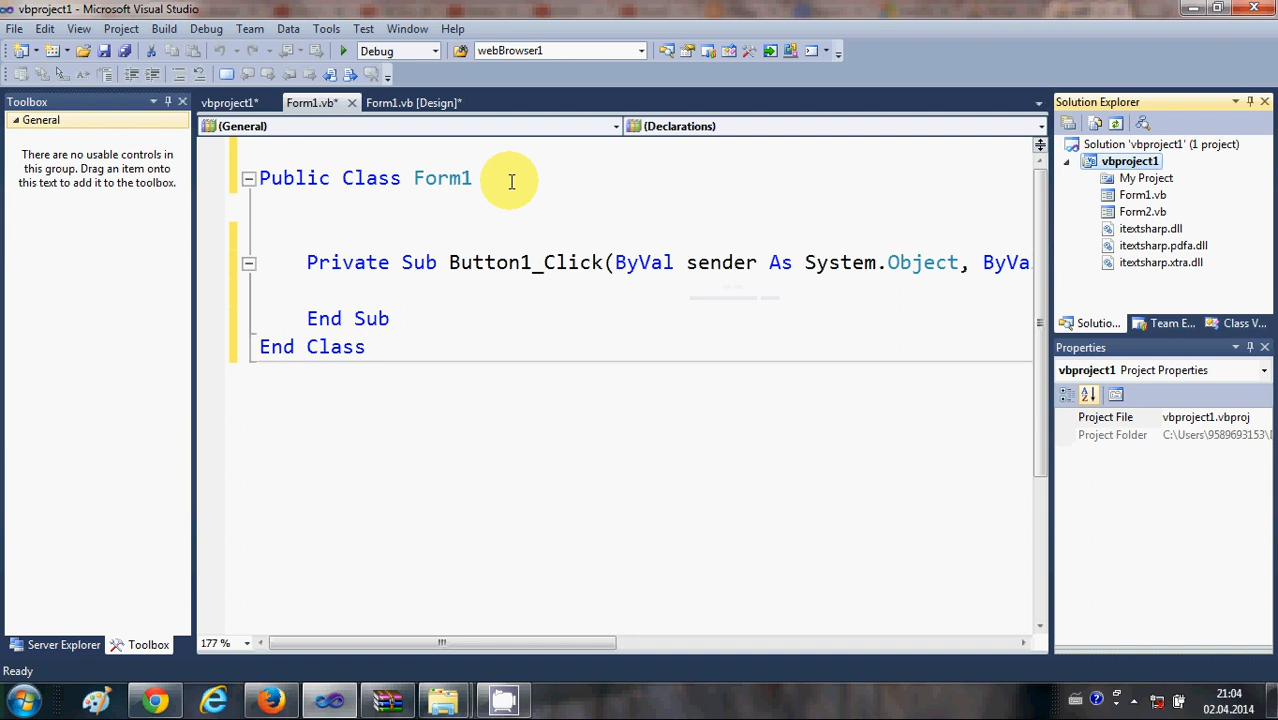 vbproject1 - Microsoft Visual Studio
File Edit View Project Build Debug Team Data Tools Test Window Help
Debug webBrowser1
Toolbox
vbproject1* Form1.vb* Form1.vb [Design]*
Solution Explorer
General
(General) (Declarations)
There are no usable controls in
this group. Drag an item onto
this text to add it to the toolbox.
Solution 'vbproject1' (1 project)
vbproject1
My Project
Form1.vb
Form2.vb
itextsharp.dll
itextsharp.pdfa.dll
itextsharp.xtra.dll
Public Class Form1
Private Sub Button1_Click(ByVal sender As System.Object, ByVa
End Sub
End Class
Solutio... Team E... Class V...
Properties
vbproject1 Project Properties
Project File vbproject1.vbproj
Project Folder C:\Users\9589693153\
177 %
Server Explorer Toolbox
Ready
21:04
02.04.2014